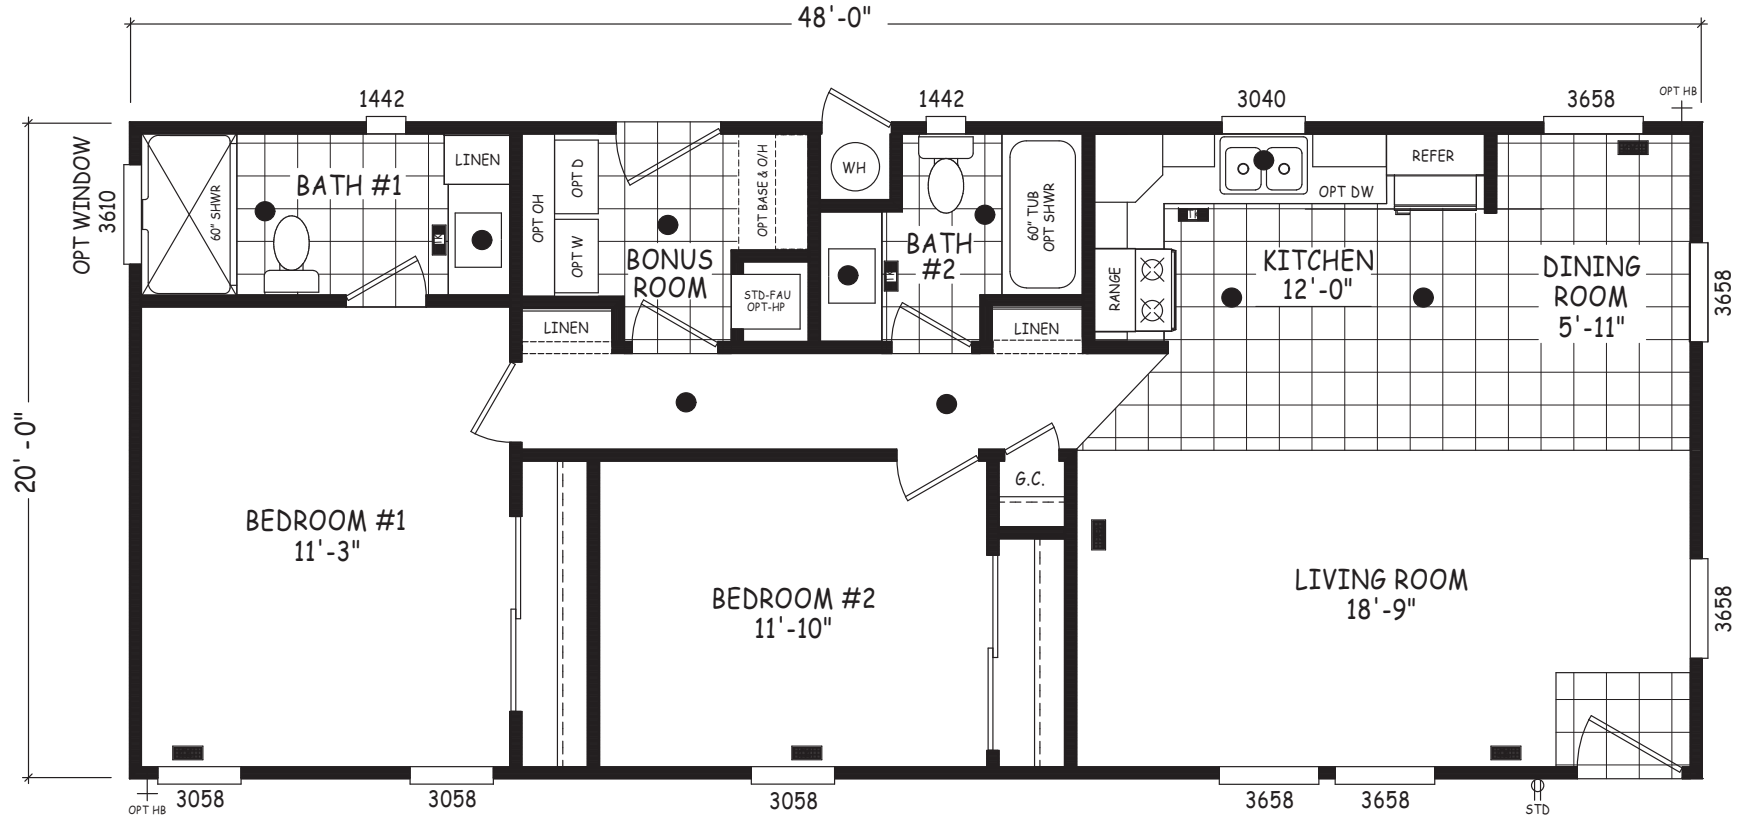 48'-0"
1442
1442
3040
3658
OPT HB
OPT WINDOW
3610
60" SHWR
BATH #1
LINEN
OPT OH
OPT D
OPT W
BONUS
ROOM
OPT BASE & O/H
STD-FAU
OPT-HP
WH
BATH
#2
60" TUB
OPT SHWR
LINEN
LINEN
RANGE
OPT DW
REFER
KITCHEN
12'-0"
DINING
ROOM
5'-11"
3658
20'-0"
G.C.
BEDROOM #1
11'-3"
BEDROOM #2
11'-10"
LIVING ROOM
18'-9"
3658
OPT HB
3058
3058
3058
3658
3658
STD